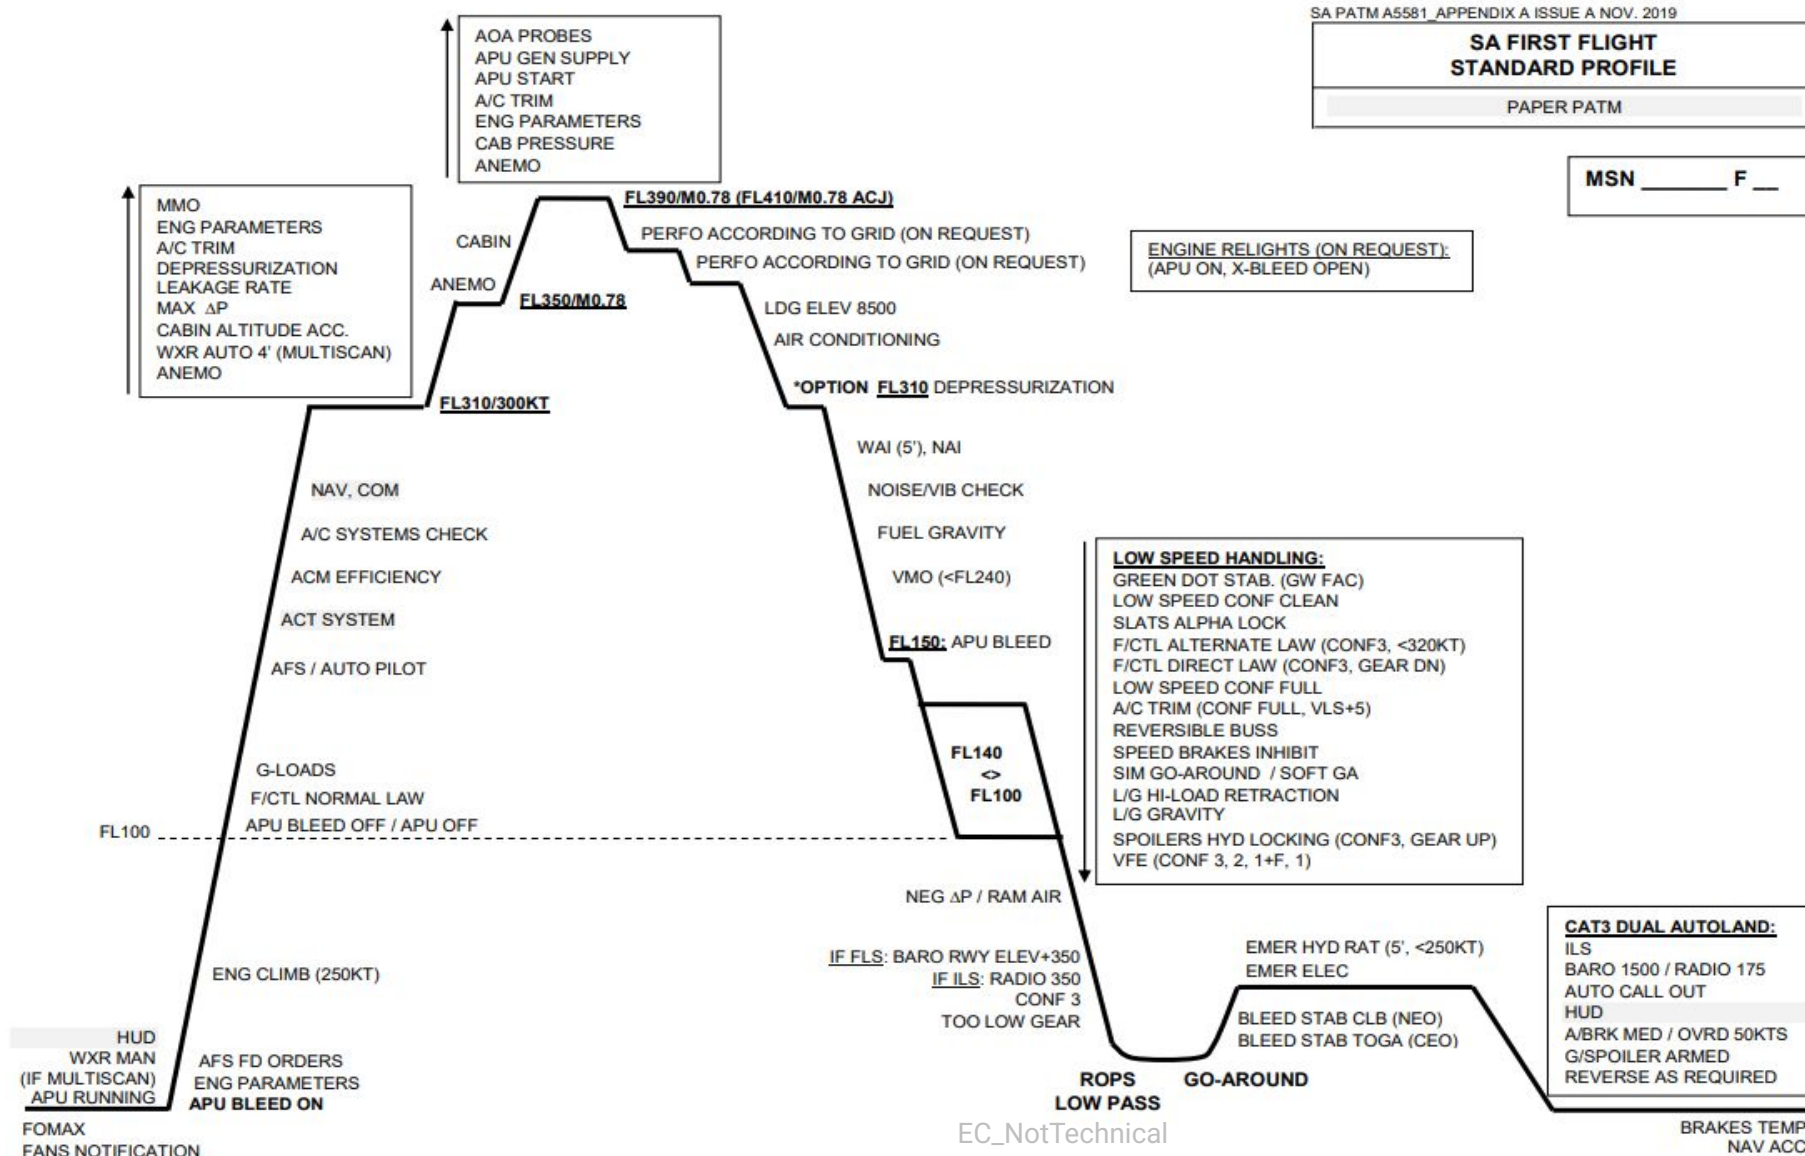 SA PATM A5581_APPENDIX A ISSUE A NOV. 2019
SA FIRST FLIGHT
STANDARD PROFILE
PAPER PATM
MSN _______ F __
AOA PROBES
APU GEN SUPPLY
APU START
A/C TRIM
ENG PARAMETERS
CAB PRESSURE
ANEMO
MMO
ENG PARAMETERS
A/C TRIM
DEPRESSURIZATION
LEAKAGE RATE
MAX ∆P
CABIN ALTITUDE ACC.
WXR AUTO 4' (MULTISCAN)
ANEMO
FL390/M0.78 (FL410/M0.78 ACJ)
CABIN
PERFO ACCORDING TO GRID (ON REQUEST)
PERFO ACCORDING TO GRID (ON REQUEST)
ENGINE RELIGHTS (ON REQUEST):
(APU ON, X-BLEED OPEN)
ANEMO
FL350/M0.78
LDG ELEV 8500
AIR CONDITIONING
*OPTION FL310 DEPRESSURIZATION
FL310/300KT
WAI (5'), NAI
NOISE/VIB CHECK
FUEL GRAVITY
VMO (<FL240)
FL150: APU BLEED
NAV, COM
A/C SYSTEMS CHECK
ACM EFFICIENCY
ACT SYSTEM
AFS / AUTO PILOT
G-LOADS
F/CTL NORMAL LAW
APU BLEED OFF / APU OFF
FL100
FL140
<>
FL100
LOW SPEED HANDLING:
GREEN DOT STAB. (GW FAC)
LOW SPEED CONF CLEAN
SLATS ALPHA LOCK
F/CTL ALTERNATE LAW (CONF3, <320KT)
F/CTL DIRECT LAW (CONF3, GEAR DN)
LOW SPEED CONF FULL
A/C TRIM (CONF FULL, VLS+5)
REVERSIBLE BUSS
SPEED BRAKES INHIBIT
SIM GO-AROUND / SOFT GA
L/G HI-LOAD RETRACTION
L/G GRAVITY
SPOILERS HYD LOCKING (CONF3, GEAR UP)
VFE (CONF 3, 2, 1+F, 1)
NEG ∆P / RAM AIR
IF FLS: BARO RWY ELEV+350
IF ILS: RADIO 350
CONF 3
TOO LOW GEAR
ENG CLIMB (250KT)
HUD
WXR MAN
(IF MULTISCAN)
APU RUNNING
AFS FD ORDERS
ENG PARAMETERS
APU BLEED ON
FOMAX
FANS NOTIFICATION
EMER HYD RAT (5', <250KT)
EMER ELEC
BLEED STAB CLB (NEO)
BLEED STAB TOGA (CEO)
ROPS
LOW PASS
GO-AROUND
CAT3 DUAL AUTOLAND:
ILS
BARO 1500 / RADIO 175
AUTO CALL OUT
HUD
A/BRK MED / OVRD 50KTS
G/SPOILER ARMED
REVERSE AS REQUIRED
BRAKES TEMP
NAV ACC
EC_NotTechnical